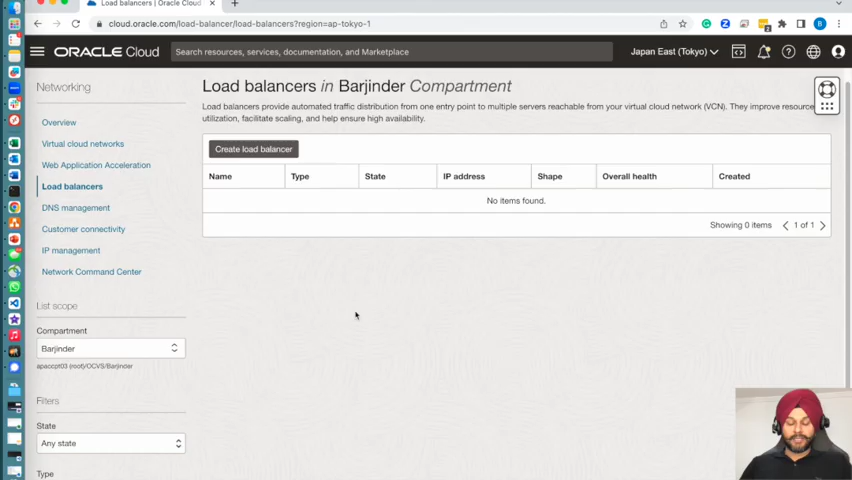 Load balancers | Oracle Cloud
cloud.oracle.com/load-balancer/load-balancers?region=ap-tokyo-1
B
ORACLE Cloud
Search resources, services, documentation, and Marketplace
Japan East (Tokyo)
Networking
Overview
Virtual cloud networks
Web Application Acceleration
Load balancers
DNS management
Customer connectivity
IP management
Network Command Center
List scope
Compartment
Barjinder
apaccpt03 (root)/OCVS/Barjinder
Filters
State
Any state
Type
Load balancers in Barjinder Compartment
Load balancers provide automated traffic distribution from one entry point to multiple servers reachable from your virtual cloud network (VCN). They improve resource
utilization, facilitate scaling, and help ensure high availability.
Create load balancer
Name Type State IP address Shape Overall health Created
No items found.
Showing 0 items 1 of 1